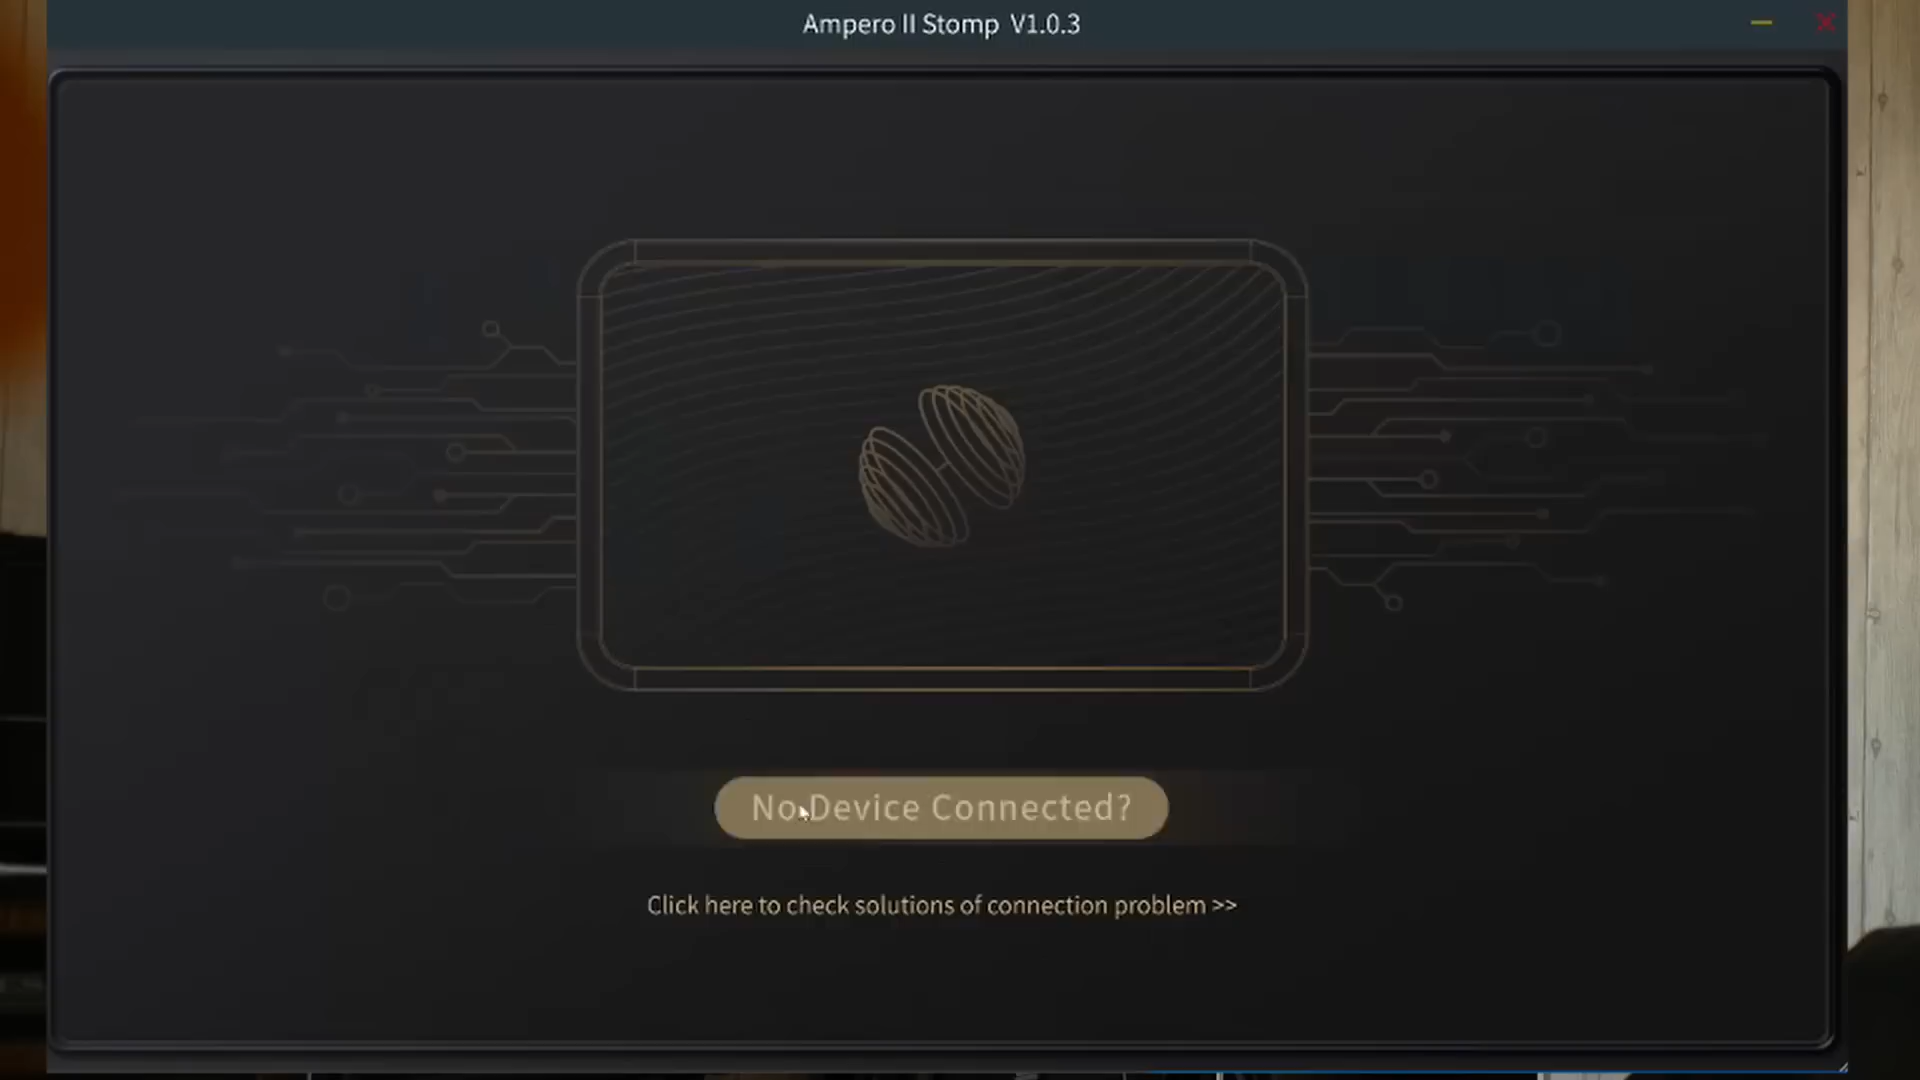 Ampero II Stomp V1.0.3
No Device Connected?
Click here to check solutions of connection problem >>